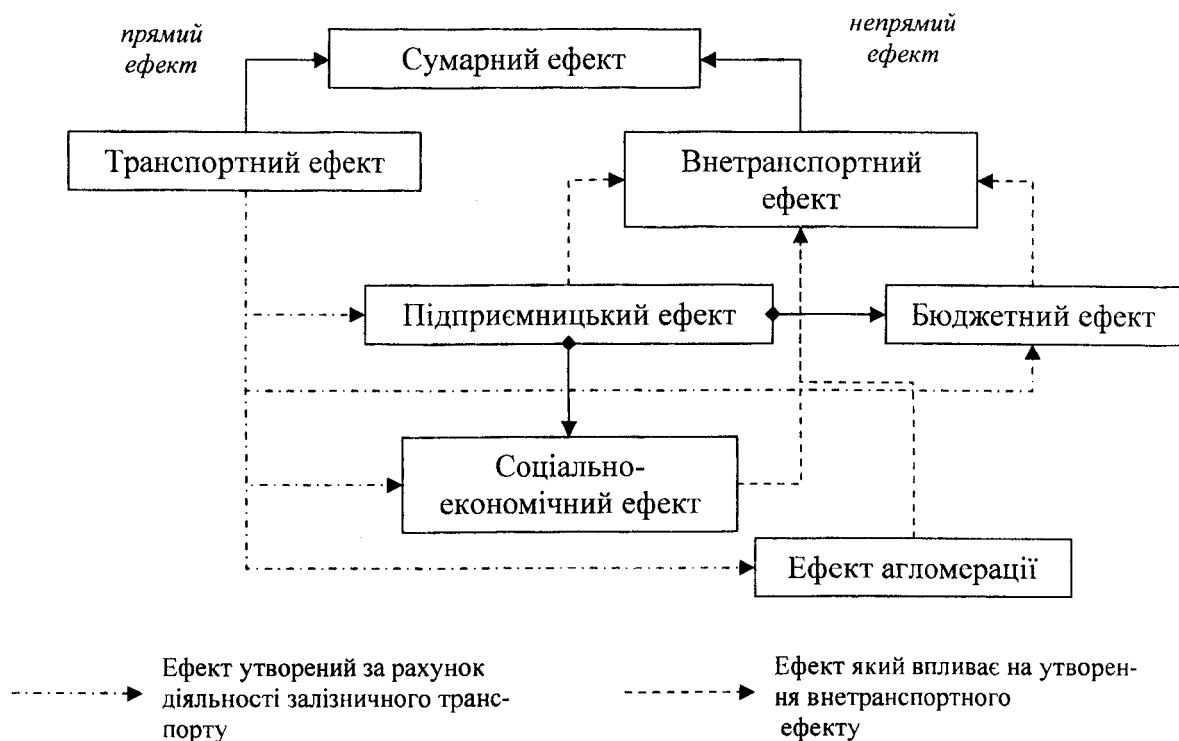 прямий
ефект
непрямий
ефект
Сумарний ефект
Транспортний ефект
Внетранспортний
ефект
Підприємницький ефект
Бюджетний ефект
Соціально-
економічний ефект
Ефект агломерації
Ефект утворений за рахунок
діяльності залізничного транс-
порту
Ефект який впливає на утворен-
ня внетранспортного
ефекту